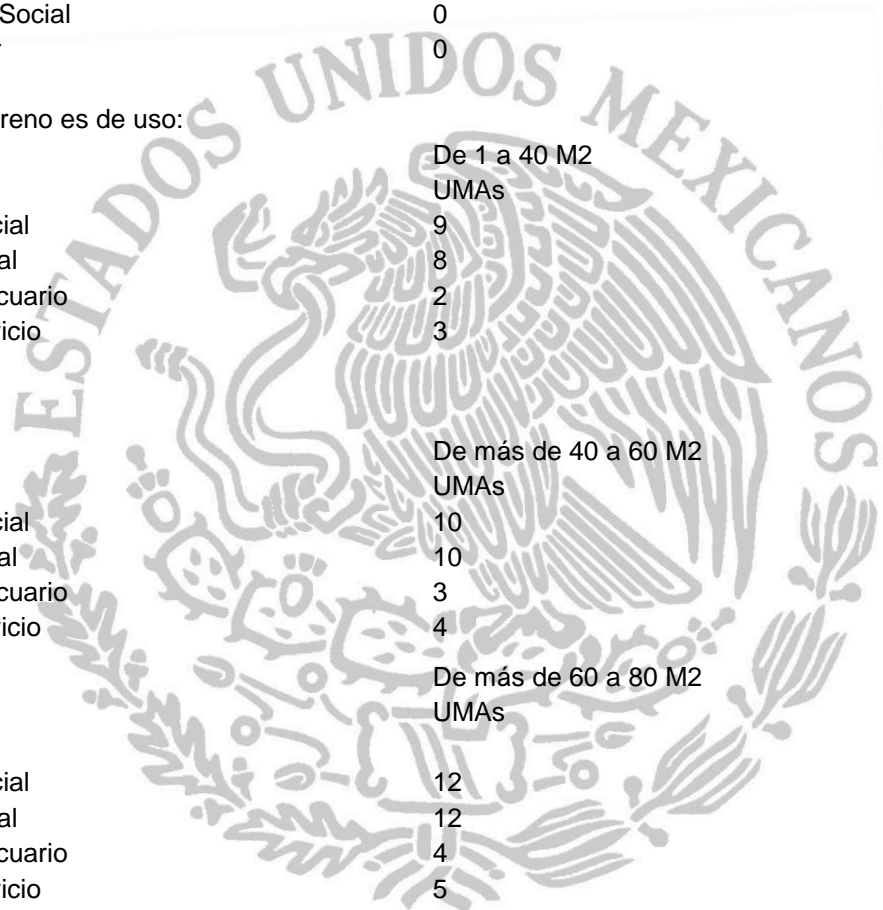 Social 0
0
reno es de uso:
De 1 a 40 M2
UMAs
cial 9
al 8
cuario 2
icio 3
De más de 40 a 60 M2
UMAs
cial 10
al 10
cuario 3
icio 4
De más de 60 a 80 M2
UMAs
cial 12
al 12
cuario 4
icio 5
ESTADOS UNIDOS MEXICANOS